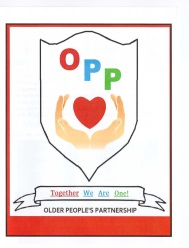 OPP
Together We Are One!
OLDER PEOPLE'S PARTNERSHIP